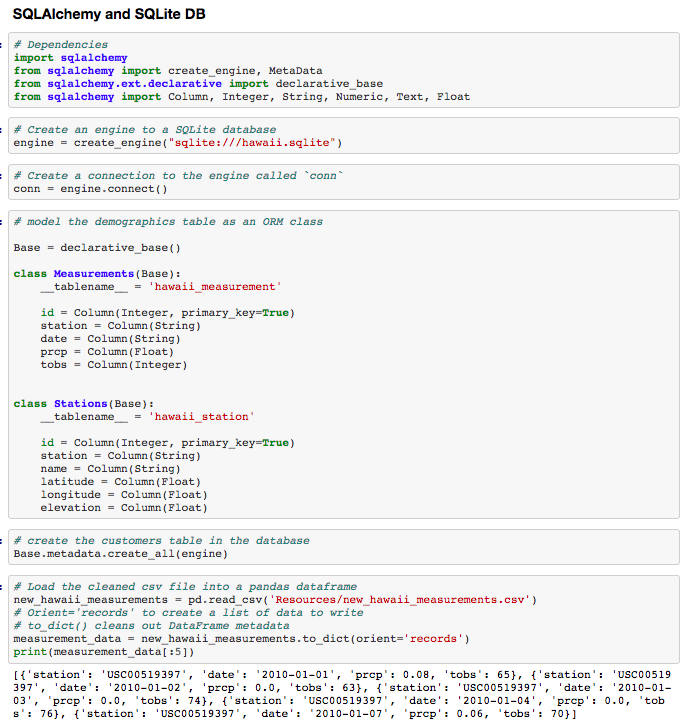 SQLAlchemy and SQLite DB
# Dependencies
import sqlalchemy
from sqlalchemy import create_engine, MetaData
from sqlalchemy.ext.declarative import declarative_base
from sqlalchemy import Column, Integer, String, Numeric, Text, Float
# Create an engine to a SQLite database
engine = create_engine("sqlite:///hawaii.sqlite")
# Create a connection to the engine called `conn`
conn = engine.connect()
# model the demographics table as an ORM class
Base = declarative_base()
class Measurements(Base):
    __tablename__ = 'hawaii_measurement'
    id = Column(Integer, primary_key=True)
    station = Column(String)
    date = Column(String)
    prcp = Column(Float)
    tobs = Column(Integer)
class Stations(Base):
    __tablename__ = 'hawaii_station'
    id = Column(Integer, primary_key=True)
    station = Column(String)
    name = Column(String)
    latitude = Column(Float)
    longitude = Column(Float)
    elevation = Column(Float)
# create the customers table in the database
Base.metadata.create_all(engine)
# Load the cleaned csv file into a pandas dataframe
new_hawaii_measurements = pd.read_csv('Resources/new_hawaii_measurements.csv')
# Orient='records' to create a list of data to write
# to_dict() cleans out DataFrame metadata
measurement_data = new_hawaii_measurements.to_dict(orient='records')
print(measurement_data[:5])
[{'station': 'USC00519397', 'date': '2010-01-01', 'prcp': 0.08, 'tobs': 65}, {'station': 'USC00519
397', 'date': '2010-01-02', 'prcp': 0.0, 'tobs': 63}, {'station': 'USC00519397', 'date': '2010-01-
03', 'prcp': 0.0, 'tobs': 74}, {'station': 'USC00519397', 'date': '2010-01-04', 'prcp': 0.0, 'tob
s': 76}, {'station': 'USC00519397', 'date': '2010-01-07', 'prcp': 0.06, 'tobs': 70}]